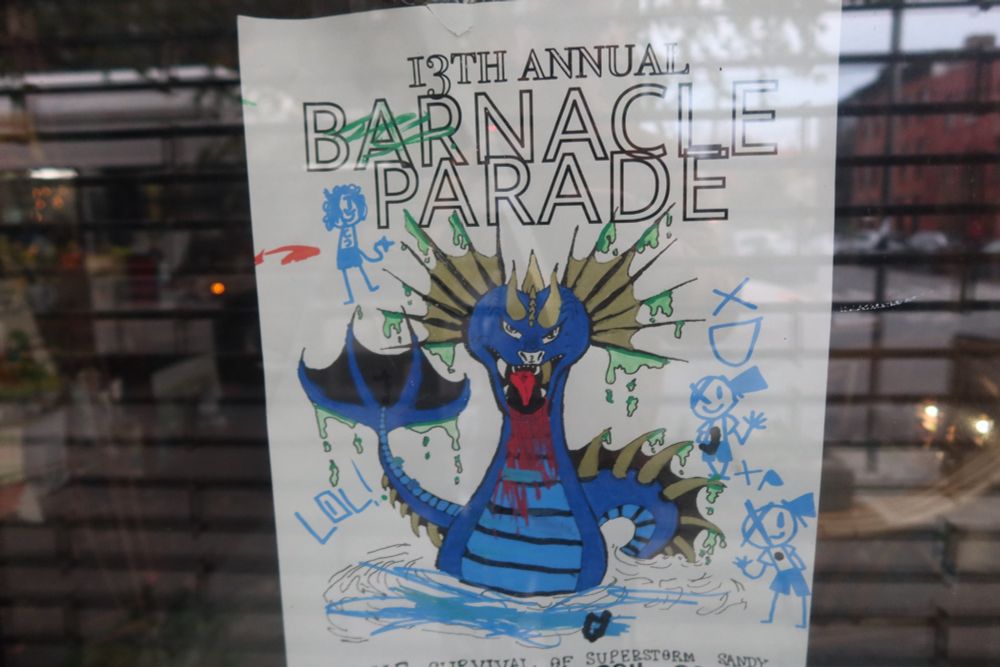 13TH ANNUAL
BARNACLE
PARADE
XD
LOL!
SURVIVAL OF SUPERSTORM SANDY